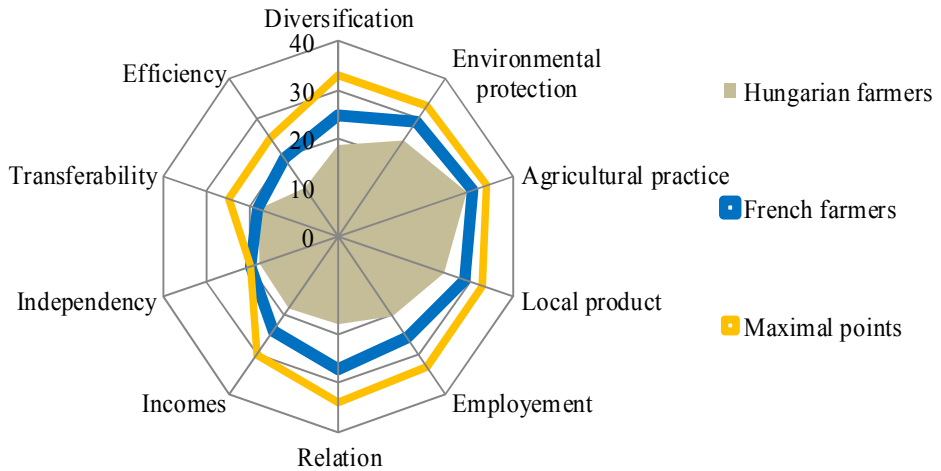 Diversification
40
Environmental
protection
Efficiency
30
Hungarian farmers
20
Transferability
Agricultural practice
10
French farmers
0
Independency
Local product
Maximal points
Incomes
Employement
Relation